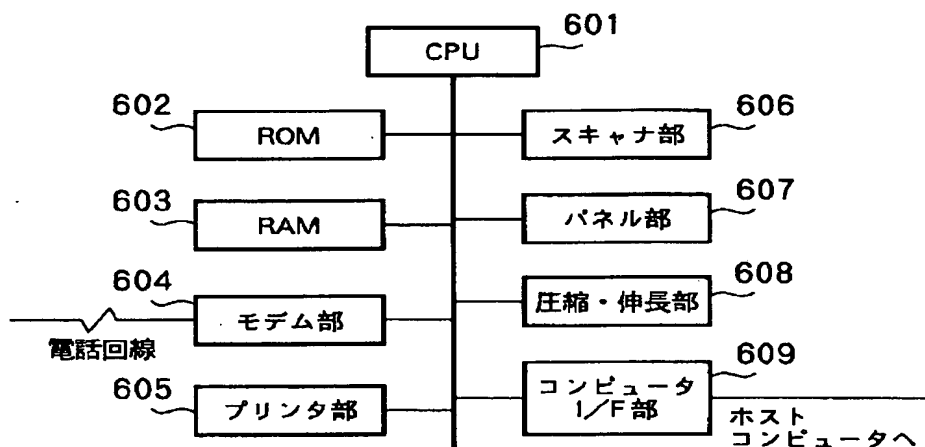 601
CPU
602
ROM
606
スキャナ部
603
RAM
607
パネル部
604
モデム部
電話回線
608
圧縮・伸長部
605
プリンタ部
609
コンピュータ
I/F部
ホスト
コンピュータへ